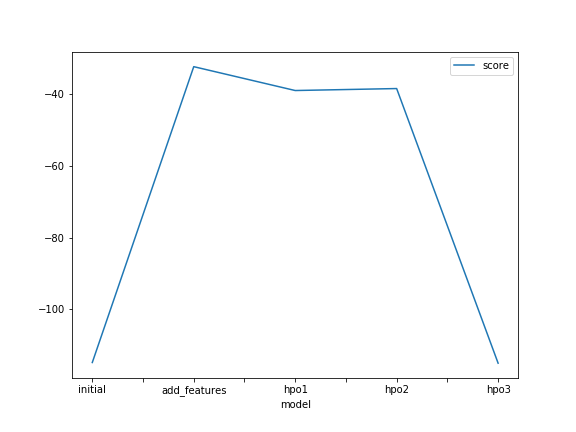 score
−40
−60
−80
−100
initial add_features hpo1 hpo2 hpo3
model